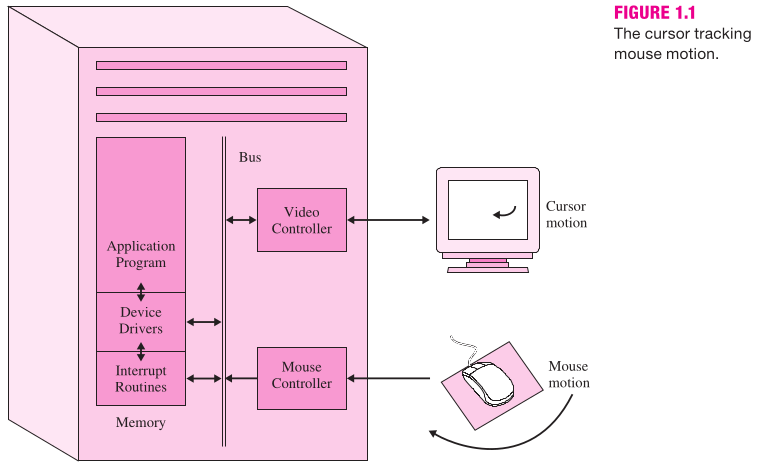 FIGURE 1.1
The cursor tracking
mouse motion.
Bus
Video
Controller
Cursor
motion
Application
Program
Device
Drivers
Interrupt
Routines
Mouse
Controller
Mouse
motion
Memory